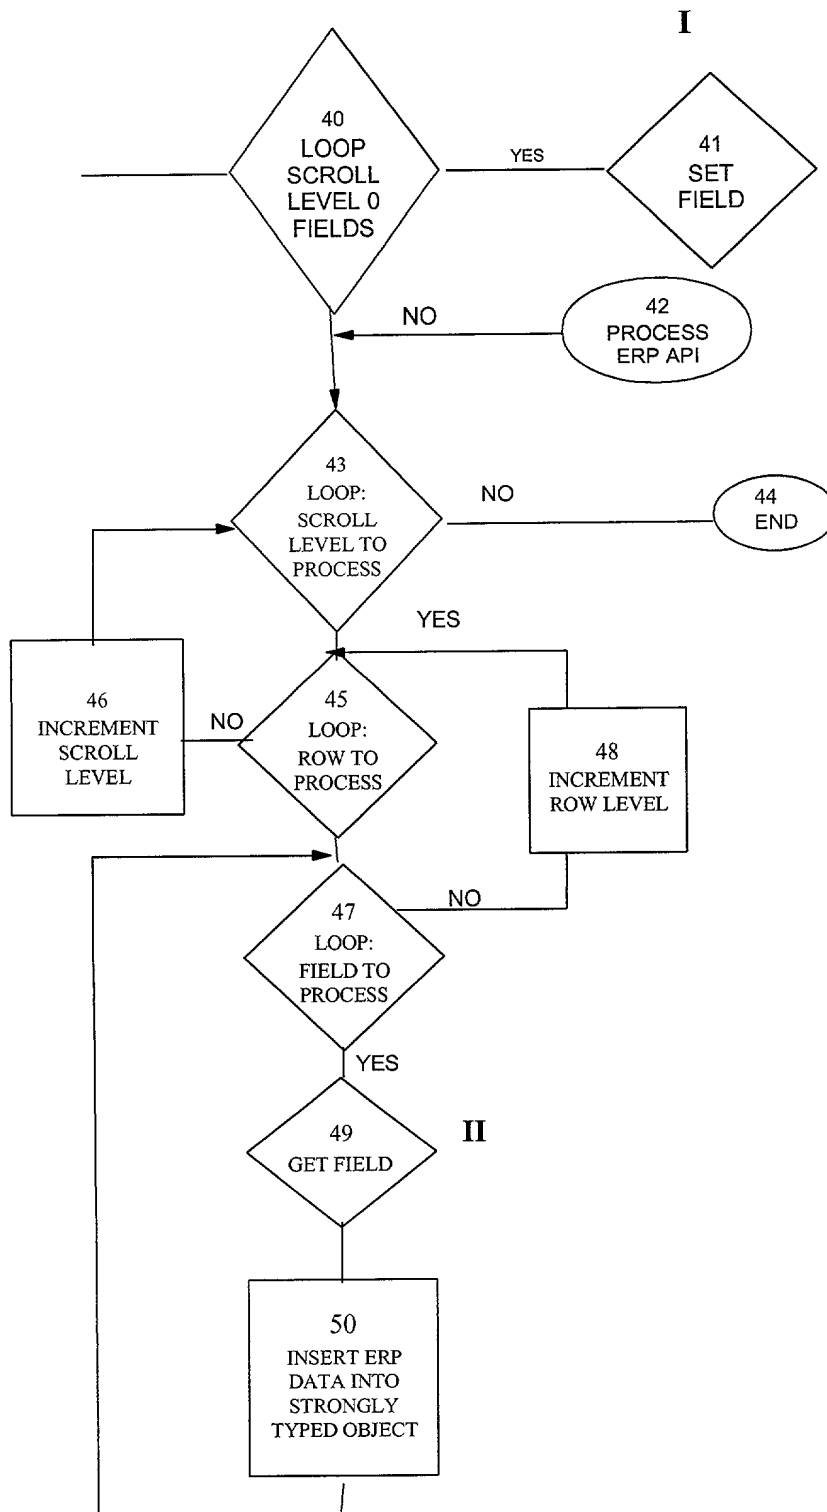 I
40
LOOP
SCROLL
LEVEL 0
FIELDS
YES
41
SET
FIELD
NO
42
PROCESS
ERP API
43
LOOP:
SCROLL
LEVEL TO
PROCESS
NO
44
END
YES
46
INCREMENT
SCROLL
LEVEL
NO
45
LOOP:
ROW TO
PROCESS
48
INCREMENT
ROW LEVEL
47
LOOP:
FIELD TO
PROCESS
NO
YES
49
GET FIELD
II
50
INSERT ERP
DATA INTO
STRONGLY
TYPED OBJECT